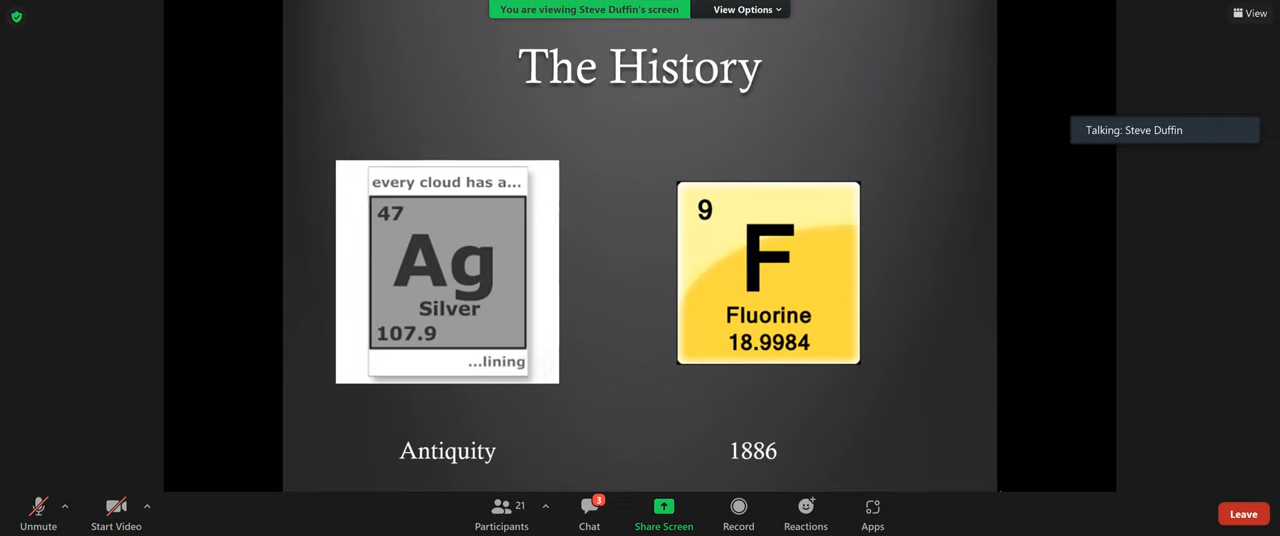 You are viewing Steve Duffin's screen
View Options
View
The History
Talking: Steve Duffin
every cloud has a...
47
Ag
Silver
107.9
...lining
9
F
Fluorine
18.9984
Antiquity
1886
Unmute
Start Video
21
Participants
3
Chat
Share Screen
Record
Reactions
Apps
Leave